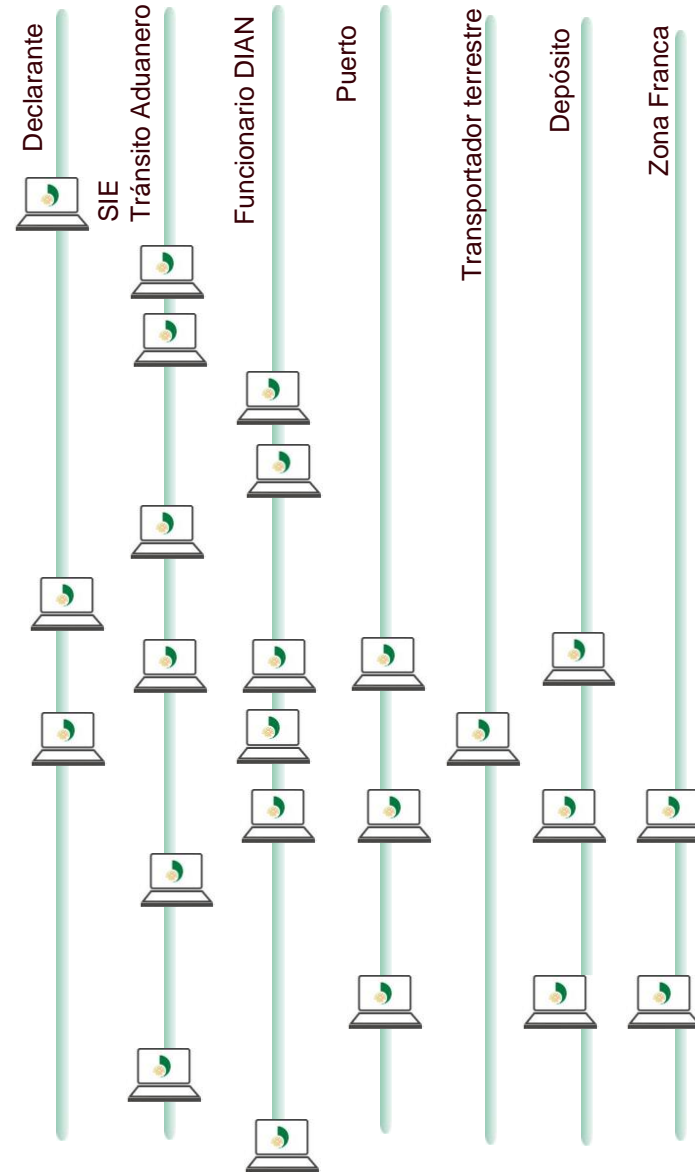 Declarante
SIE
Tránsito Aduanero
Funcionario DIAN
Puerto
Transportador terrestre
Depósito
Zona Franca